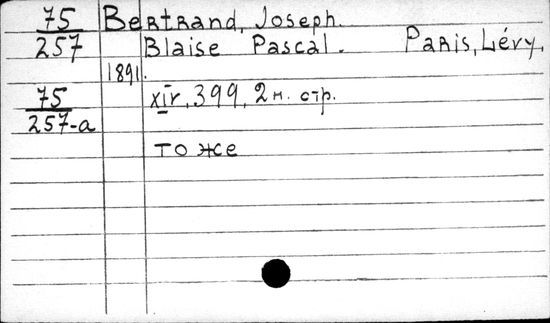 75 Bertrand, Joseph.
257 Blaise Pascal. Paris, Lévy,
1891.
75 XIV, 399, 2 н. стр.
257-a
то же